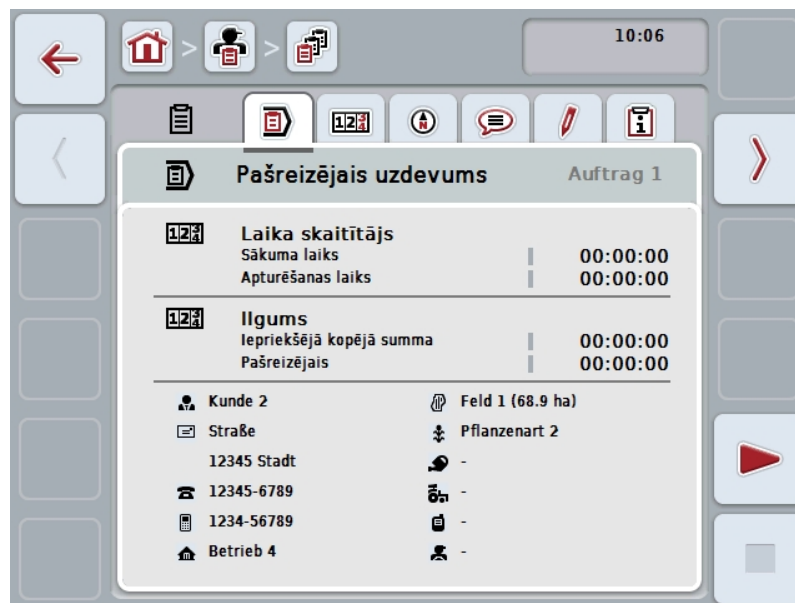 10:06
Pašreizējais uzdevums Auftrag 1
Laika skaitītājs
Sākuma laiks 00:00:00
Apturēšanas laiks 00:00:00
Ilgums
Iepriekšējā kopējā summa 00:00:00
Pašreizējais 00:00:00
Kunde 2 Feld 1 (68.9 ha)
Straße Pflanzenart 2
12345 Stadt -
12345-6789 -
1234-56789 -
Betrieb 4 -